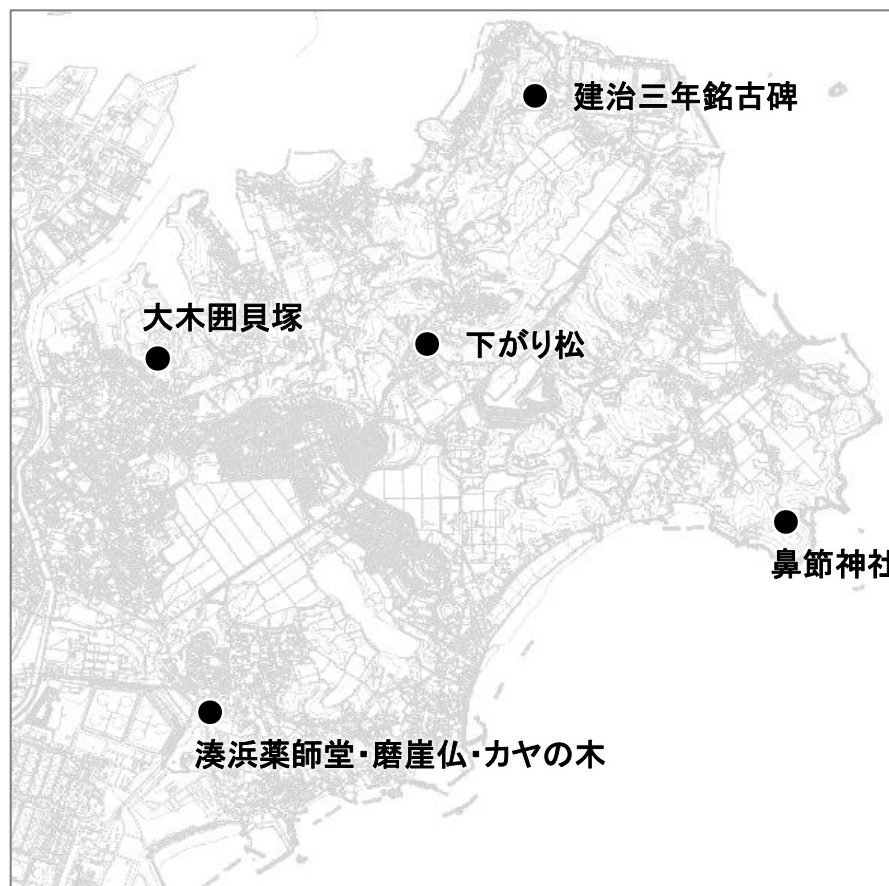 建治三年銘古碑
大木囲貝塚
下がり松
鼻節神社
湊浜薬師堂・磨崖仏・カヤの木